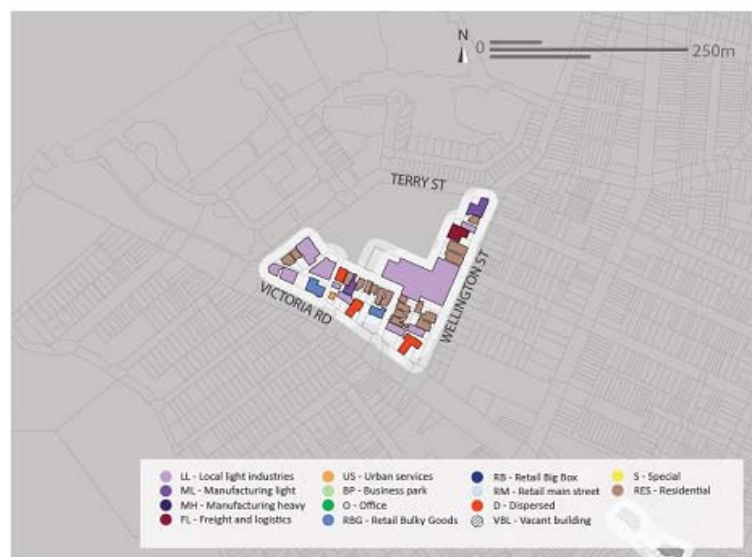 N
0 250m
TERRY ST
VICTORIA RD
WELLINGTON ST
LL - Local light industries
ML - Manufacturing light
MH - Manufacturing heavy
FL - Freight and logistics
US - Urban services
BP - Business park
O - Office
RBG - Retail Bulky Goods
RB - Retail Big Box
RM - Retail main street
D - Dispersed
VBL - Vacant building
S - Special
RES - Residential